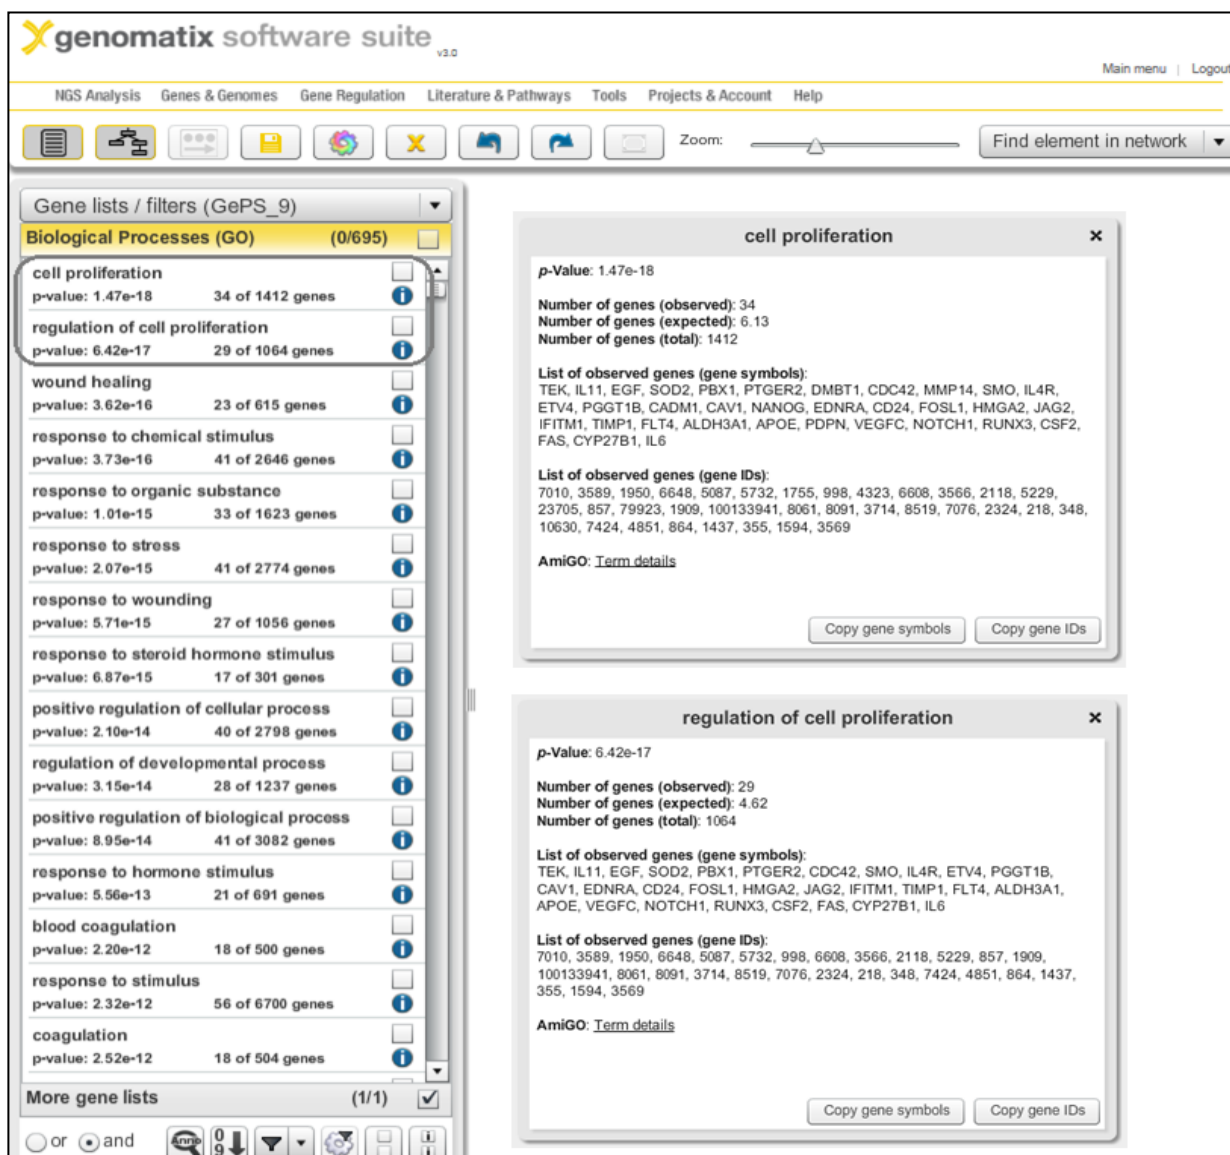 genomatix software suite v3.0
Main menu | Logout
NGS Analysis Genes & Genomes Gene Regulation Literature & Pathways Tools Projects & Account Help
Zoom: Find element in network
Gene lists / filters (GePS_9)
Biological Processes (GO) (0/695)
cell proliferation
p-value: 1.47e-18 34 of 1412 genes
regulation of cell proliferation
p-value: 6.42e-17 29 of 1064 genes
wound healing
p-value: 3.62e-16 23 of 615 genes
response to chemical stimulus
p-value: 3.73e-16 41 of 2646 genes
response to organic substance
p-value: 1.01e-15 33 of 1623 genes
response to stress
p-value: 2.07e-15 41 of 2774 genes
response to wounding
p-value: 5.71e-15 27 of 1056 genes
response to steroid hormone stimulus
p-value: 6.87e-15 17 of 301 genes
positive regulation of cellular process
p-value: 2.10e-14 40 of 2798 genes
regulation of developmental process
p-value: 3.15e-14 28 of 1237 genes
positive regulation of biological process
p-value: 8.95e-14 41 of 3082 genes
response to hormone stimulus
p-value: 5.56e-13 21 of 691 genes
blood coagulation
p-value: 2.20e-12 18 of 500 genes
response to stimulus
p-value: 2.32e-12 56 of 6700 genes
coagulation
p-value: 2.52e-12 18 of 504 genes
More gene lists (1/1)
or and Anno 0 9
cell proliferation
p-Value: 1.47e-18
Number of genes (observed): 34
Number of genes (expected): 6.13
Number of genes (total): 1412
List of observed genes (gene symbols):
TEK, IL11, EGF, SOD2, PBX1, PTGER2, DMBT1, CDC42, MMP14, SMO, IL4R,
ETV4, PGGT1B, CADM1, CAV1, NANOG, EDNRA, CD24, FOSL1, HMGA2, JAG2,
IFITM1, TIMP1, FLT4, ALDH3A1, APOE, PDPN, VEGFC, NOTCH1, RUNX3, CSF2,
FAS, CYP27B1, IL6
List of observed genes (gene IDs):
7010, 3589, 1950, 6648, 5087, 5732, 1755, 998, 4323, 6608, 3566, 2118, 5229,
23705, 857, 79923, 1909, 100133941, 8061, 8091, 3714, 8519, 7076, 2324, 218, 348,
10630, 7424, 4851, 864, 1437, 355, 1594, 3569
AmiGO: Term details
Copy gene symbols Copy gene IDs
regulation of cell proliferation
p-Value: 6.42e-17
Number of genes (observed): 29
Number of genes (expected): 4.62
Number of genes (total): 1064
List of observed genes (gene symbols):
TEK, IL11, EGF, SOD2, PBX1, PTGER2, CDC42, SMO, IL4R, ETV4, PGGT1B,
CAV1, EDNRA, CD24, FOSL1, HMGA2, JAG2, IFITM1, TIMP1, FLT4, ALDH3A1,
APOE, VEGFC, NOTCH1, RUNX3, CSF2, FAS, CYP27B1, IL6
List of observed genes (gene IDs):
7010, 3589, 1950, 6648, 5087, 5732, 998, 6608, 3566, 2118, 5229, 857, 1909,
100133941, 8061, 8091, 3714, 8519, 7076, 2324, 218, 348, 7424, 4851, 864, 1437,
355, 1594, 3569
AmiGO: Term details
Copy gene symbols Copy gene IDs